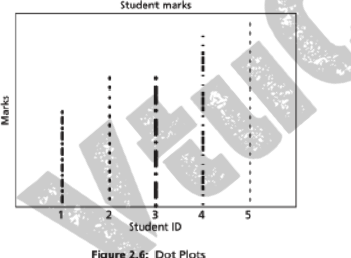 Student marks
Marks
1 2 3 4 5
Student ID
Figure 2.6: Dot Plots